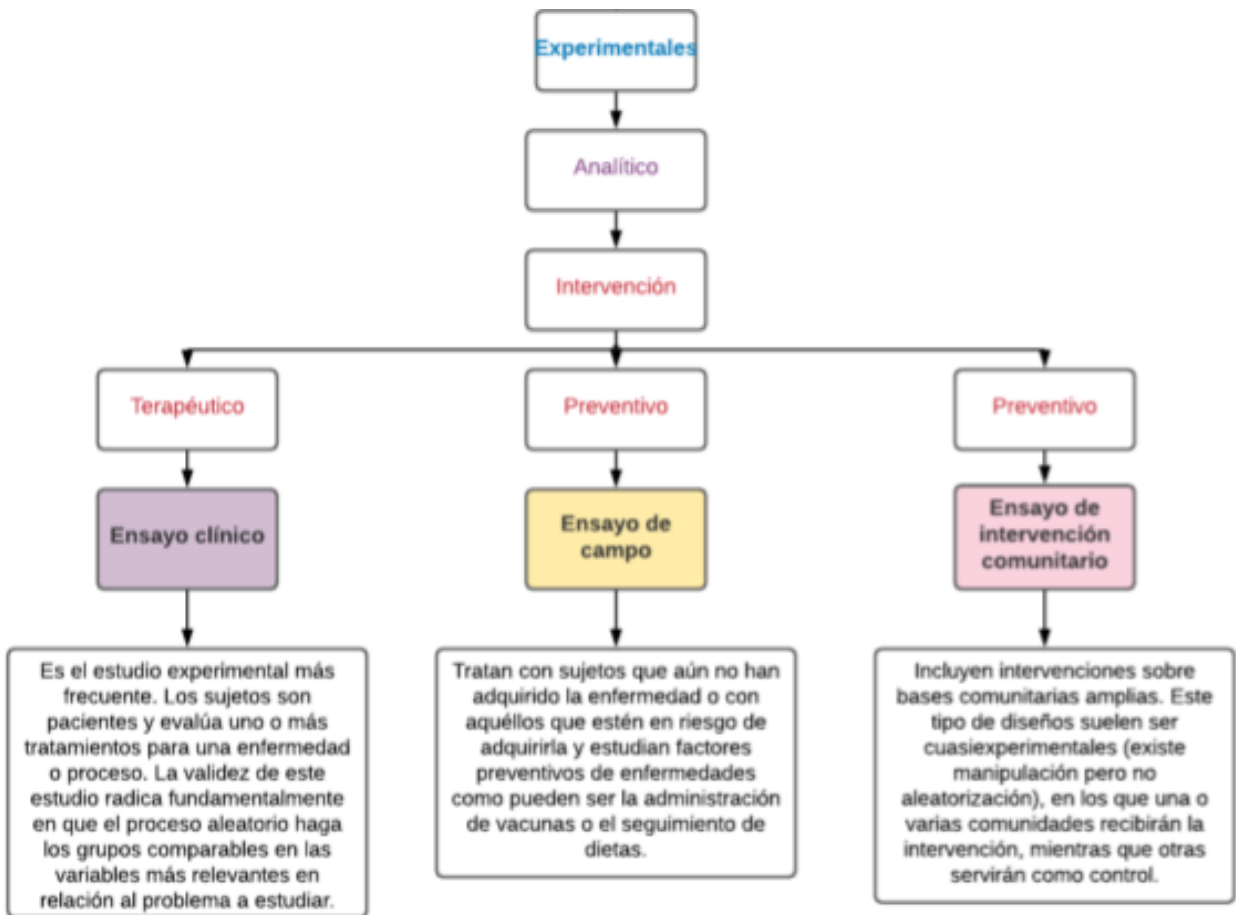 Experimentales
Analítico
Intervención
Terapéutico
Preventivo
Preventivo
Ensayo clínico
Ensayo de
campo
Ensayo de
intervención
comunitario
Es el estudio experimental más
frecuente. Los sujetos son
pacientes y evalúa uno o más
tratamientos para una enfermedad
o proceso. La validez de este
estudio radica fundamentalmente
en que el proceso aleatorio haga
los grupos comparables en las
variables más relevantes en
relación al problema a estudiar.
Tratan con sujetos que aún no han
adquirido la enfermedad o con
aquéllos que estén en riesgo de
adquirirla y estudian factores
preventivos de enfermedades
como pueden ser la administración
de vacunas o el seguimiento de
dietas.
Incluyen intervenciones sobre
bases comunitarias amplias. Este
tipo de diseños suelen ser
cuasiexperimentales (existe
manipulación pero no
aleatorización), en los que una o
varias comunidades recibirán la
intervención, mientras que otras
servirán como control.